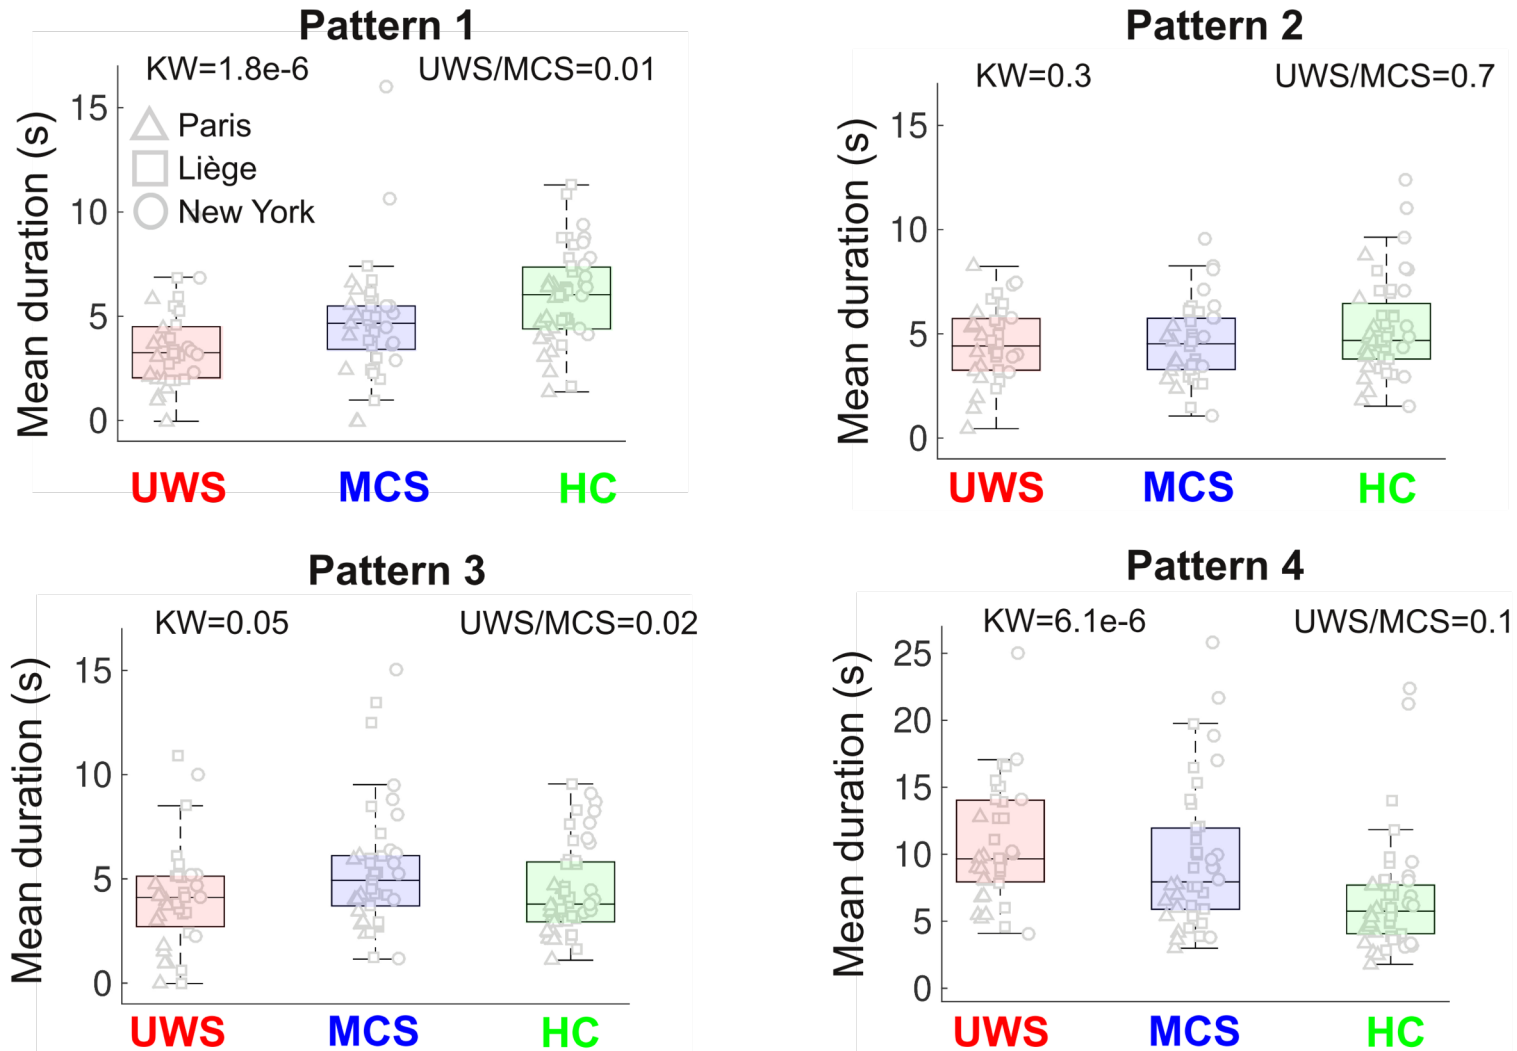 Pattern 1
KW=1.8e-6 UWS/MCS=0.01
Mean duration (s)
15
10
5
0
Paris
Liège
New York
UWS MCS HC
Pattern 2
KW=0.3 UWS/MCS=0.7
Mean duration (s)
15
10
5
0
UWS MCS HC
Pattern 3
KW=0.05 UWS/MCS=0.02
Mean duration (s)
15
10
5
0
UWS MCS HC
Pattern 4
KW=6.1e-6 UWS/MCS=0.1
Mean duration (s)
25
20
15
10
5
0
UWS MCS HC